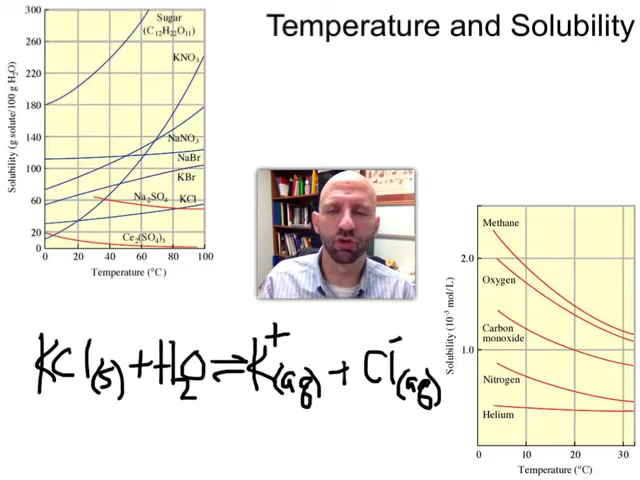 Temperature and Solubility
300
260
220
180
140
100
60
20
0
Solubility (g solute/100 g H₂O)
Sugar
(C₁₂H₂₂O₁₁)
KNO₃
NaNO₃
NaBr
KBr
Na₂SO₄
KCl
Ce₂(SO₄)₃
0 20 40 60 80 100
Temperature (°C)
KCl(s) + H₂O ⇌ K⁺(aq) + Cl⁻(aq)
Solubility (10⁻³ mol/L)
2.0
1.0
Methane
Oxygen
Carbon
monoxide
Nitrogen
Helium
0 10 20 30
Temperature (°C)